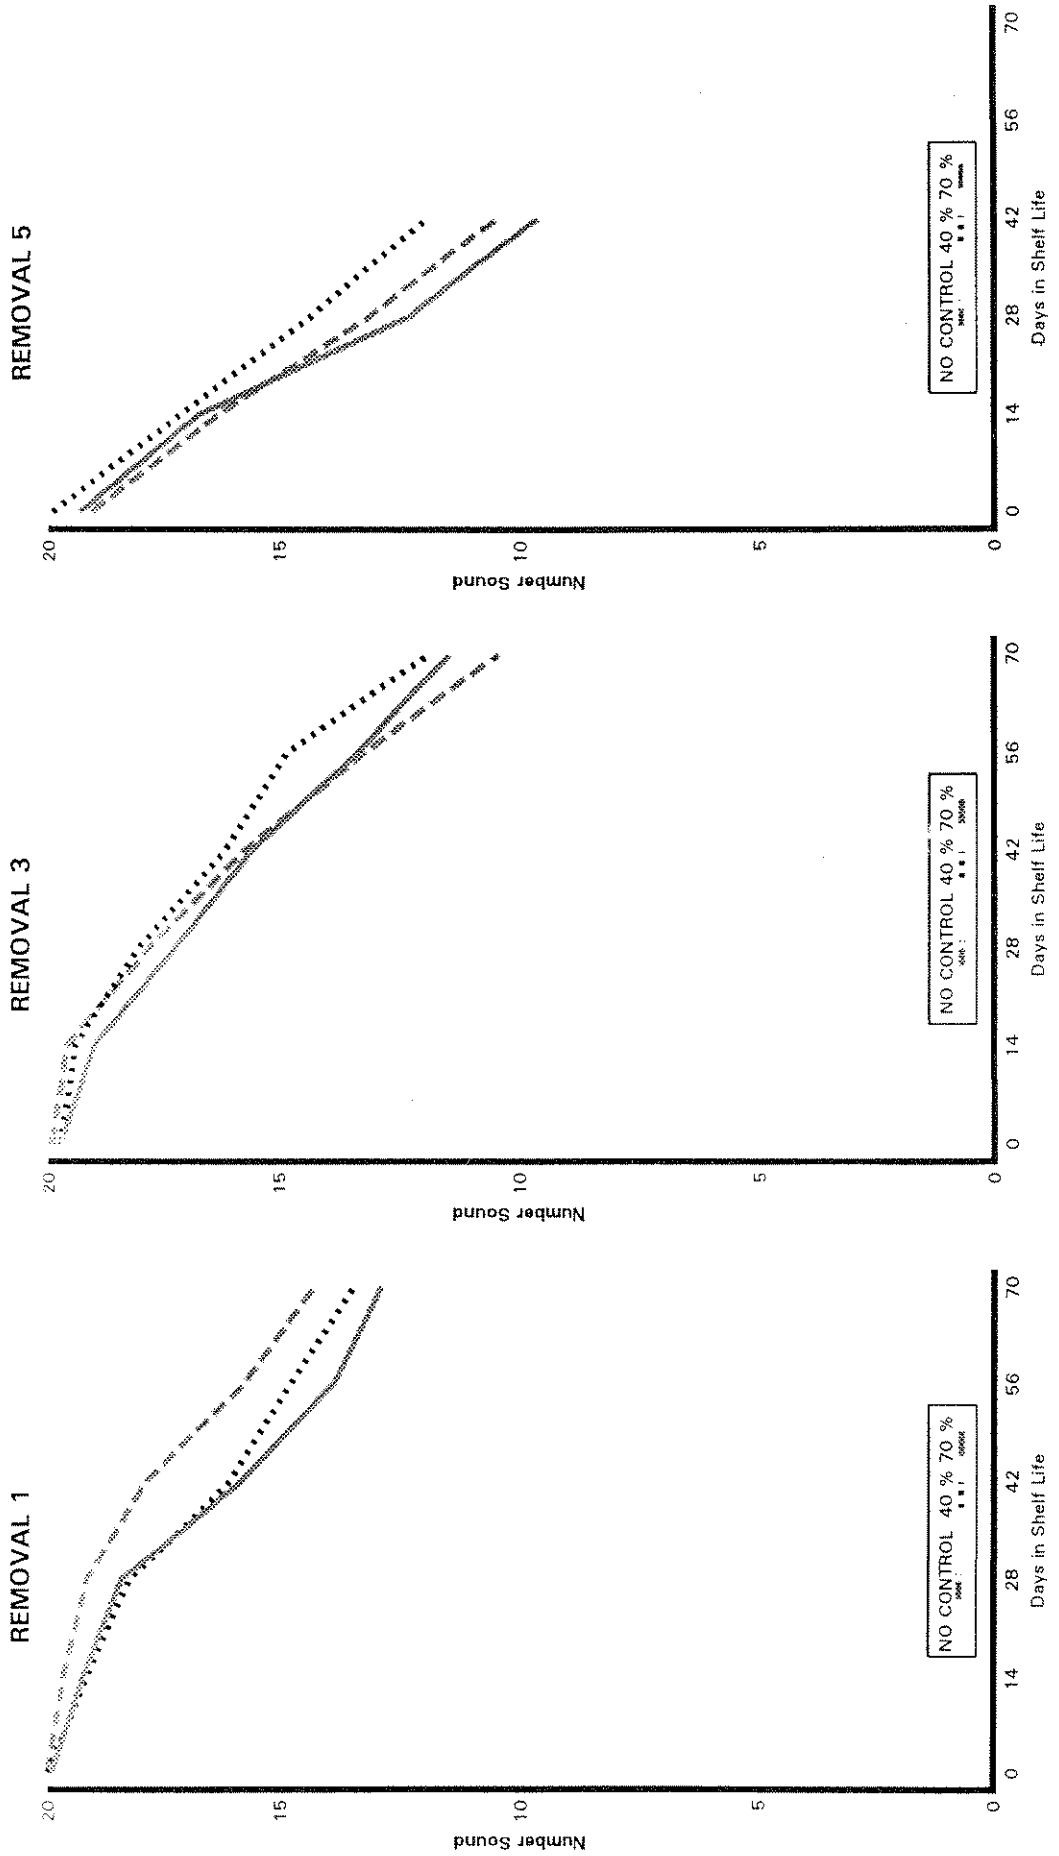 REMOVAL 1
Number Sound
20
15
10
5
0
NO CONTROL 40 % 70 %
0 14 28 42 56 70
Days in Shelf Life
REMOVAL 3
Number Sound
20
15
10
5
0
NO CONTROL 40 % 70 %
0 14 28 42 56 70
Days in Shelf Life
REMOVAL 5
Number Sound
20
15
10
5
0
NO CONTROL 40 % 70 %
0 14 28 42 56 70
Days in Shelf Life